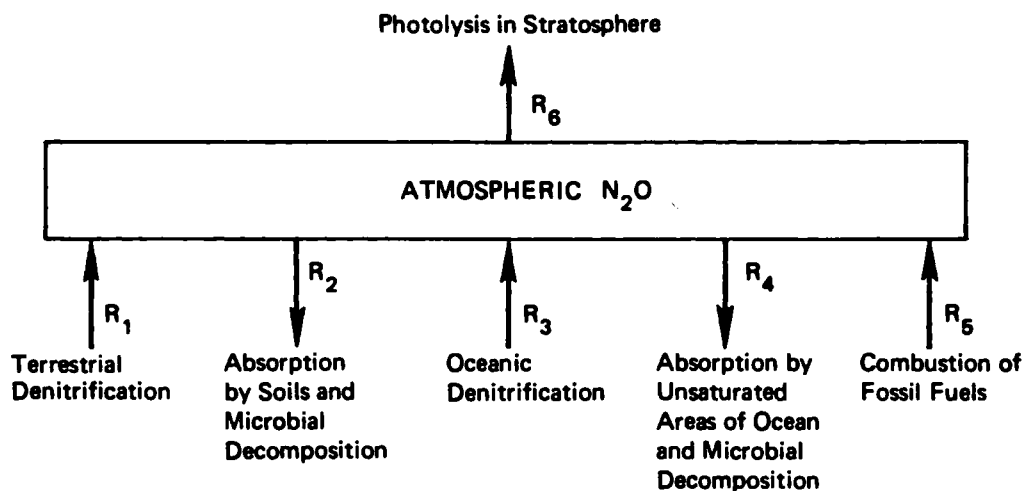 Photolysis in Stratosphere
R6
ATMOSPHERIC N2O
R1
R2
R3
R4
R5
Terrestrial
Denitrification
Absorption
by Soils and
Microbial
Decomposition
Oceanic
Denitrification
Absorption by
Unsaturated
Areas of Ocean
and Microbial
Decomposition
Combustion of
Fossil Fuels